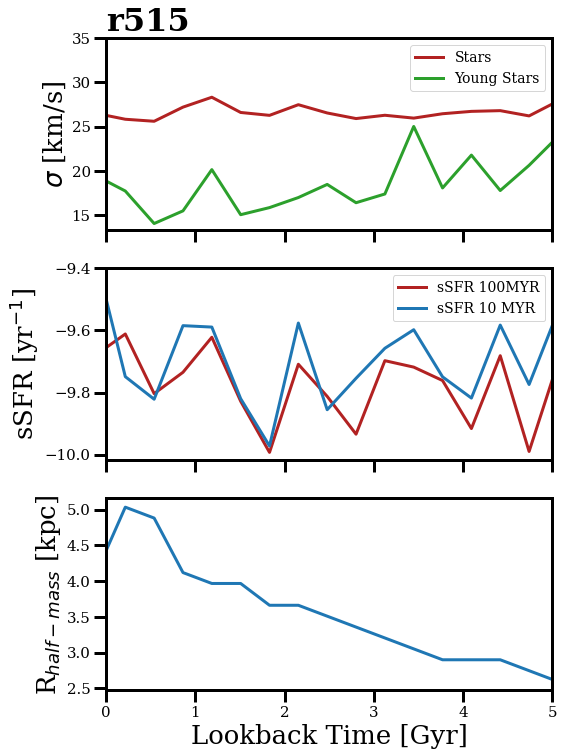 r515
35
30
25
20
15
σ [km/s]
Stars
Young Stars
−9.4
−9.6
−9.8
−10.0
sSFR [yr⁻¹]
sSFR 100MYR
sSFR 10 MYR
5.0
4.5
4.0
3.5
3.0
2.5
R_half−mass [kpc]
0 1 2 3 4 5
Lookback Time [Gyr]